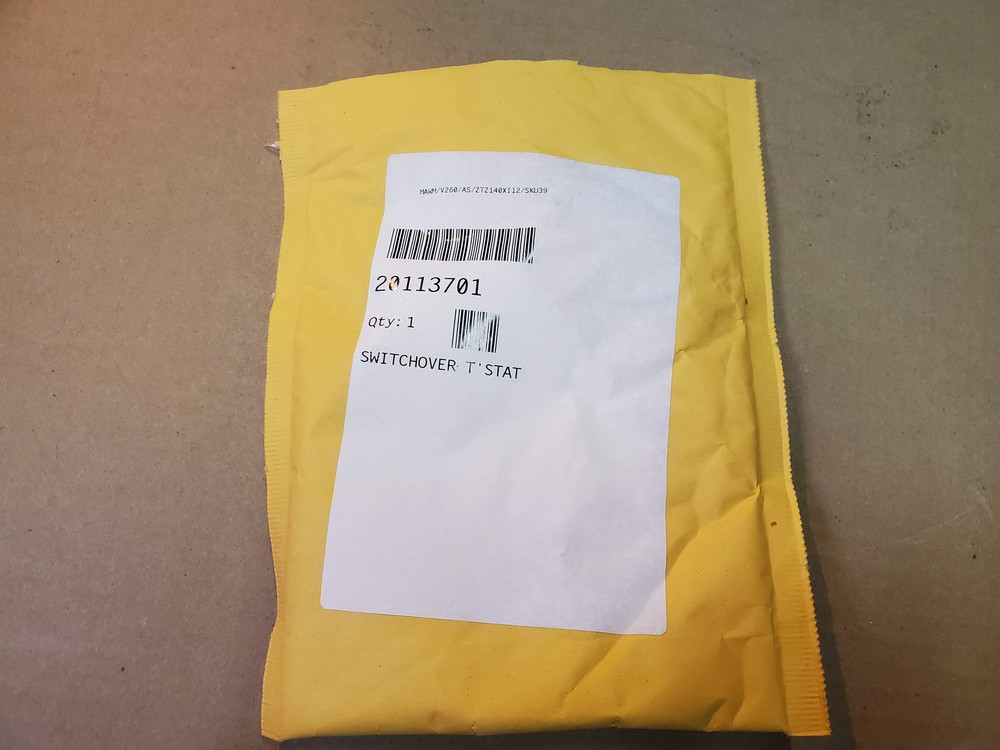 MAWM/V260/AS/ZTZ140X112/SKU39
20113701
Qty: 1
SWITCHOVER T'STAT